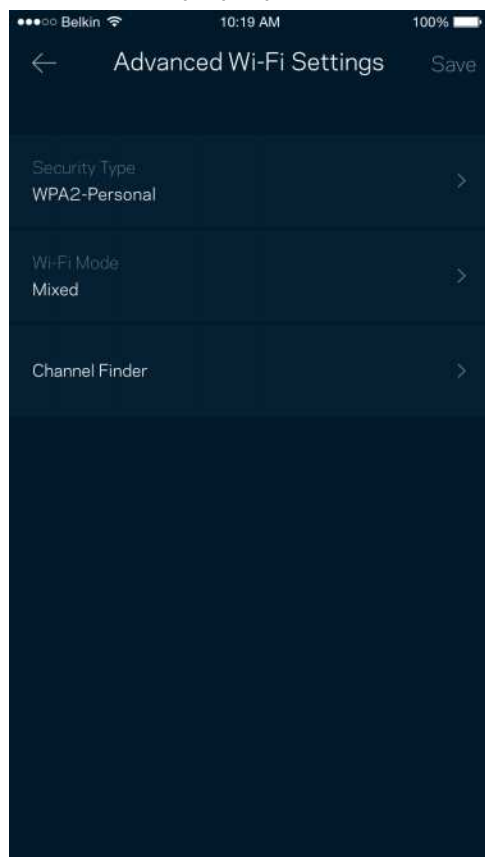 Belkin 10:19 AM 100%
Advanced Wi-Fi Settings Save
Security Type
WPA2-Personal
Wi-Fi Mode
Mixed
Channel Finder